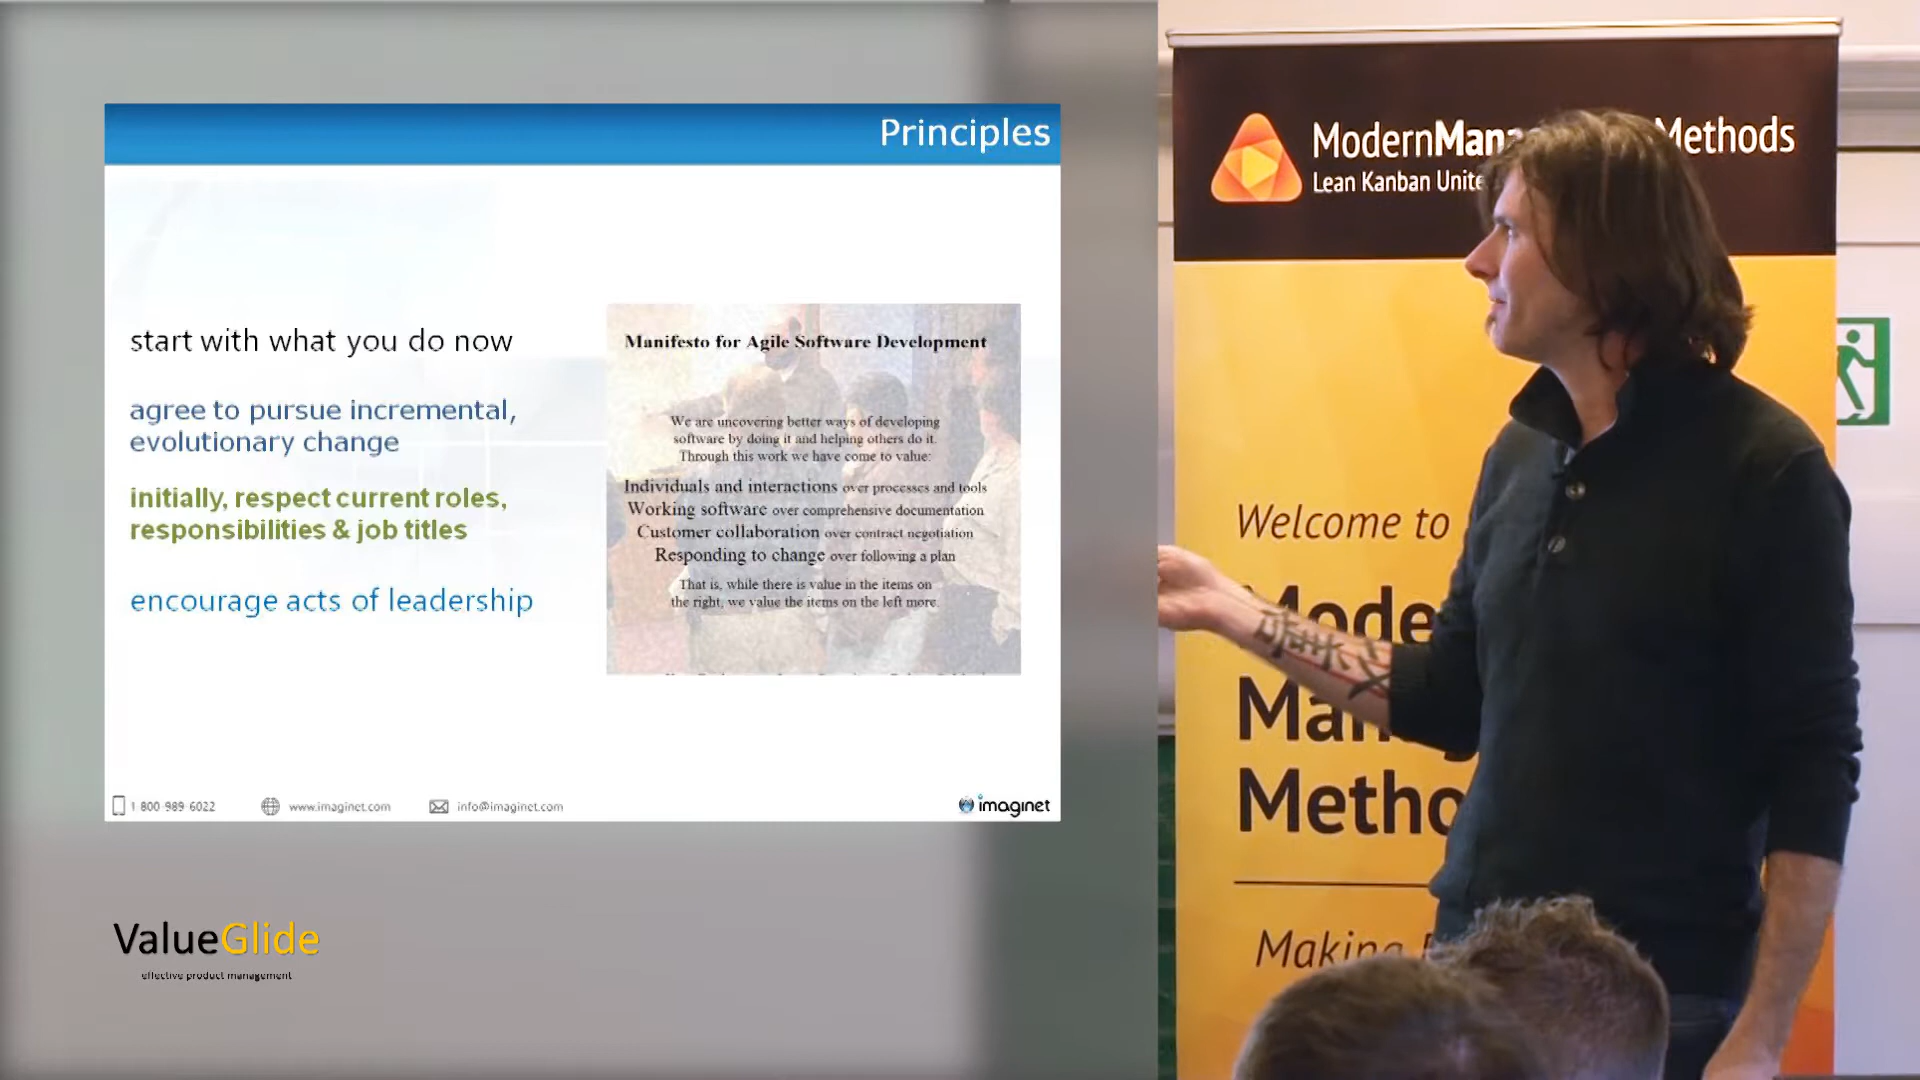 Principles
start with what you do now
agree to pursue incremental,
evolutionary change
initially, respect current roles,
responsibilities & job titles
encourage acts of leadership
Manifesto for Agile Software Development
We are uncovering better ways of developing
software by doing it and helping others do it.
Through this work we have come to value:
Individuals and interactions over processes and tools
Working software over comprehensive documentation
Customer collaboration over contract negotiation
Responding to change over following a plan
That is, while there is value in the items on
the right, we value the items on the left more.
1-800-989-6022
www.imaginet.com
info@imaginet.com
imaginet
ValueGlide
effective product management
ModernMan Methods
Lean Kanban Unite
Welcome to
Mode
Manag
Metho
Making